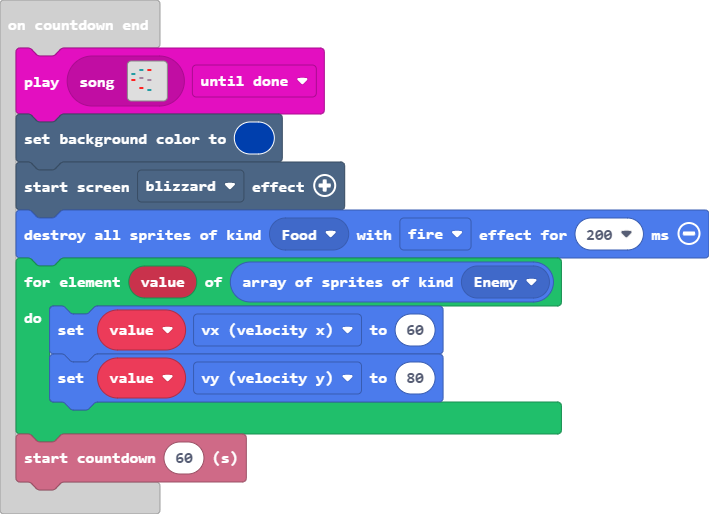 on countdown end
play song until done
set background color to
start screen blizzard effect
destroy all sprites of kind Food with fire effect for 200 ms
for element value of array of sprites of kind Enemy
do
set value vx (velocity x) to 60
set value vy (velocity y) to 80
start countdown 60 (s)